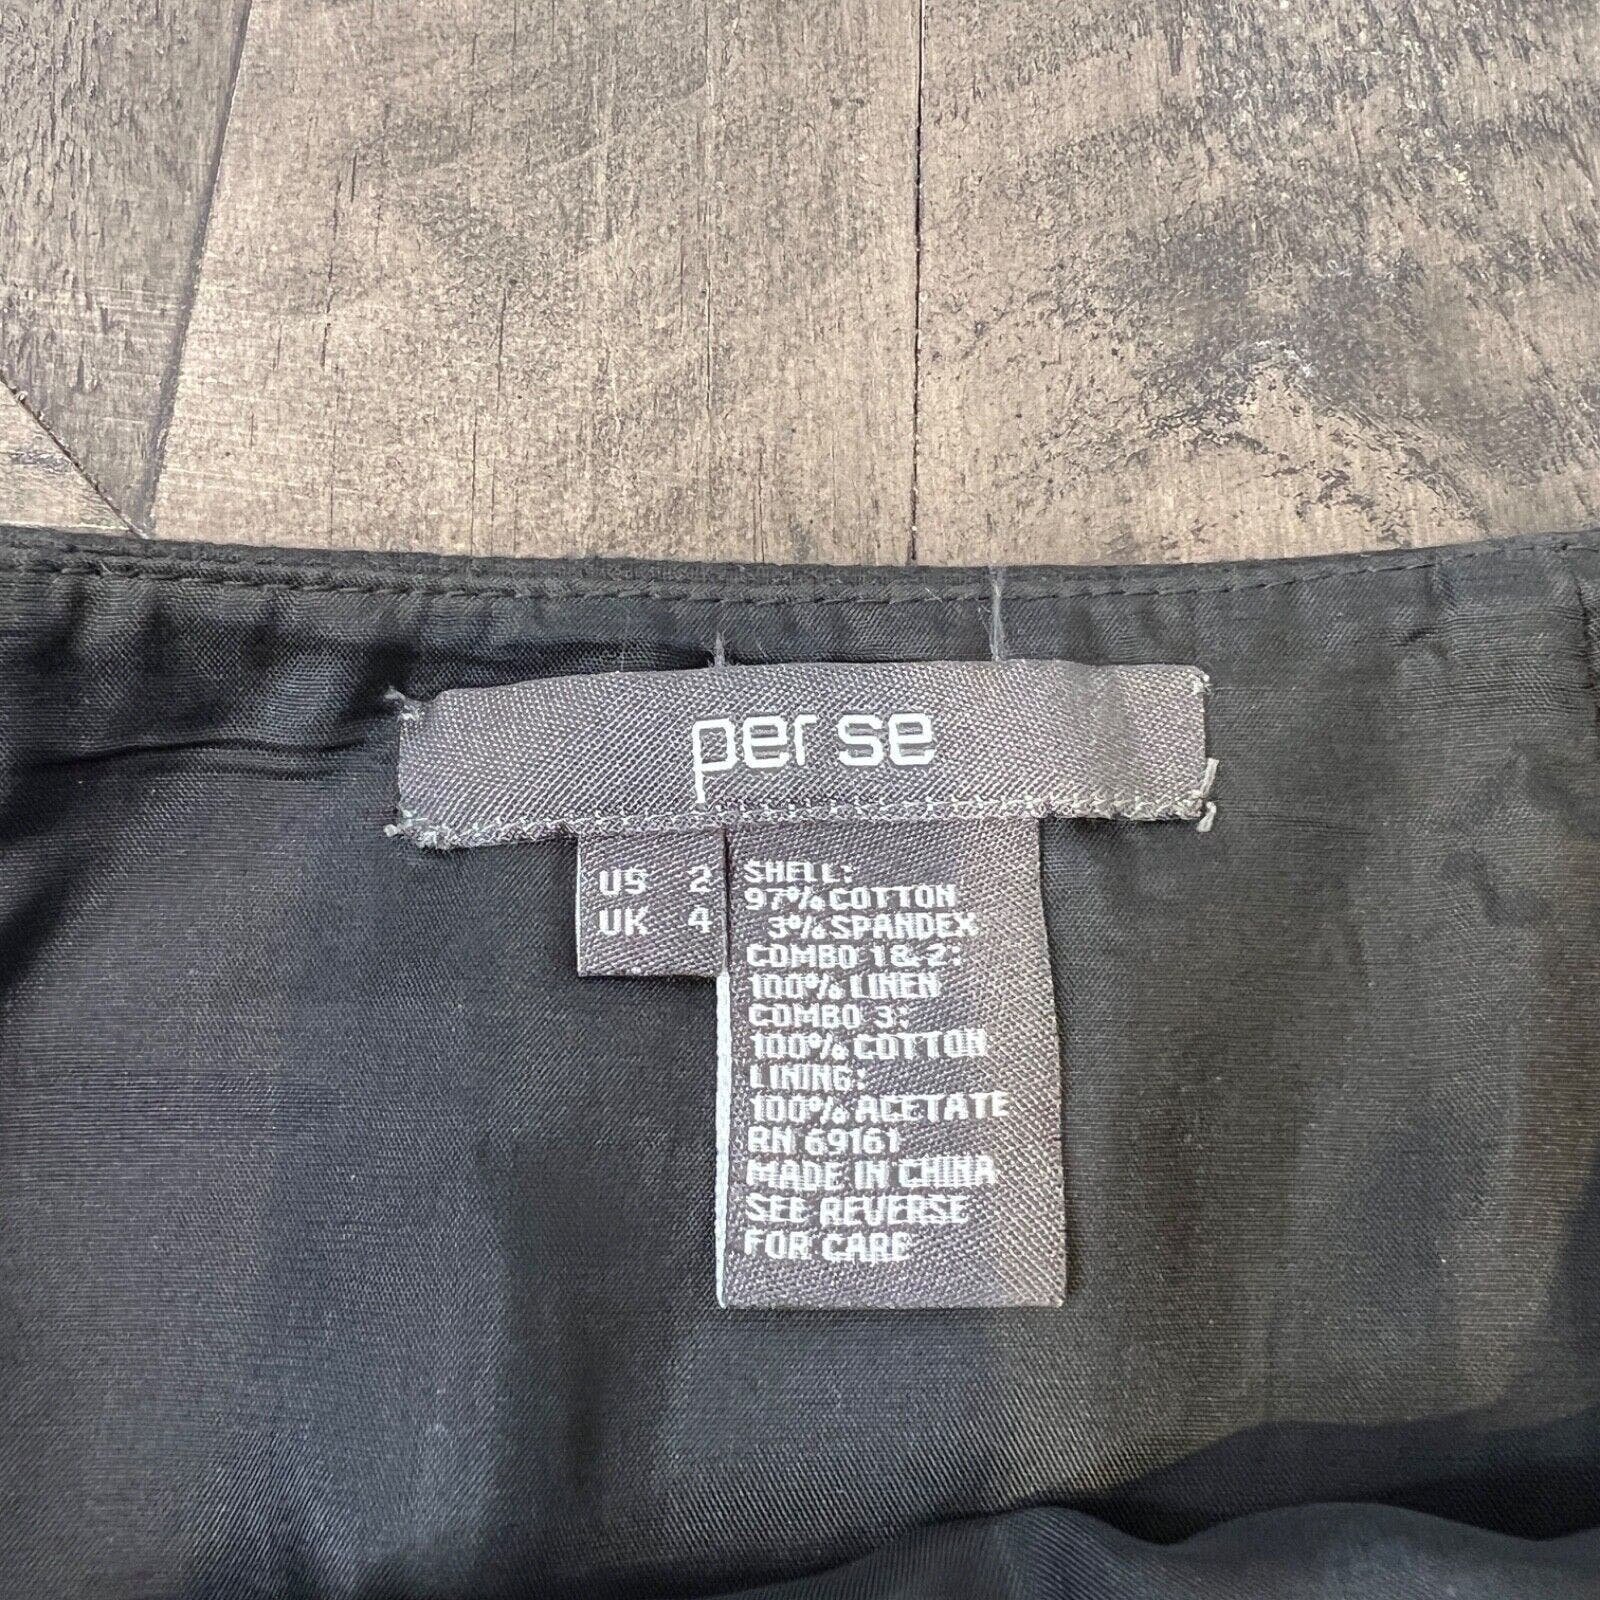 per se
US 2
UK 4
SHELL:
97% COTTON
3% SPANDEX
COMBO 1 & 2:
100% LINEN
COMBO 3:
100% COTTON
LINING:
100% ACETATE
RN 69161
MADE IN CHINA
SEE REVERSE
FOR CARE